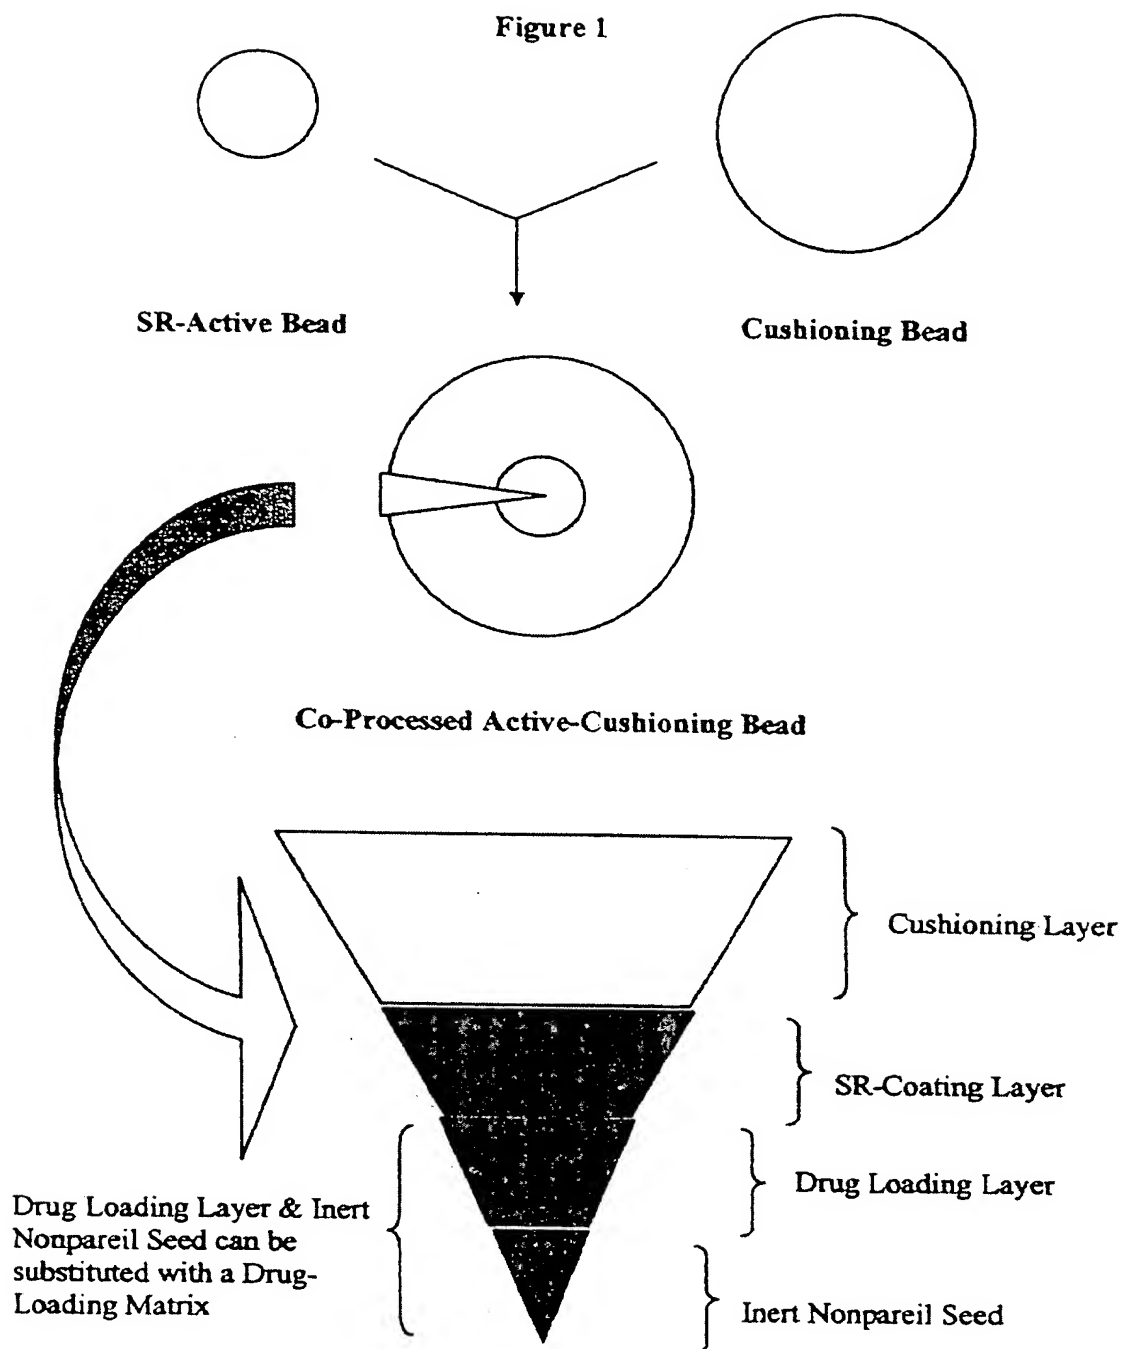 Figure 1
SR-Active Bead
Cushioning Bead
Co-Processed Active-Cushioning Bead
Cushioning Layer
SR-Coating Layer
Drug Loading Layer
Drug Loading Layer & Inert
Nonpareil Seed can be
substituted with a Drug-
Loading Matrix
Inert Nonpareil Seed